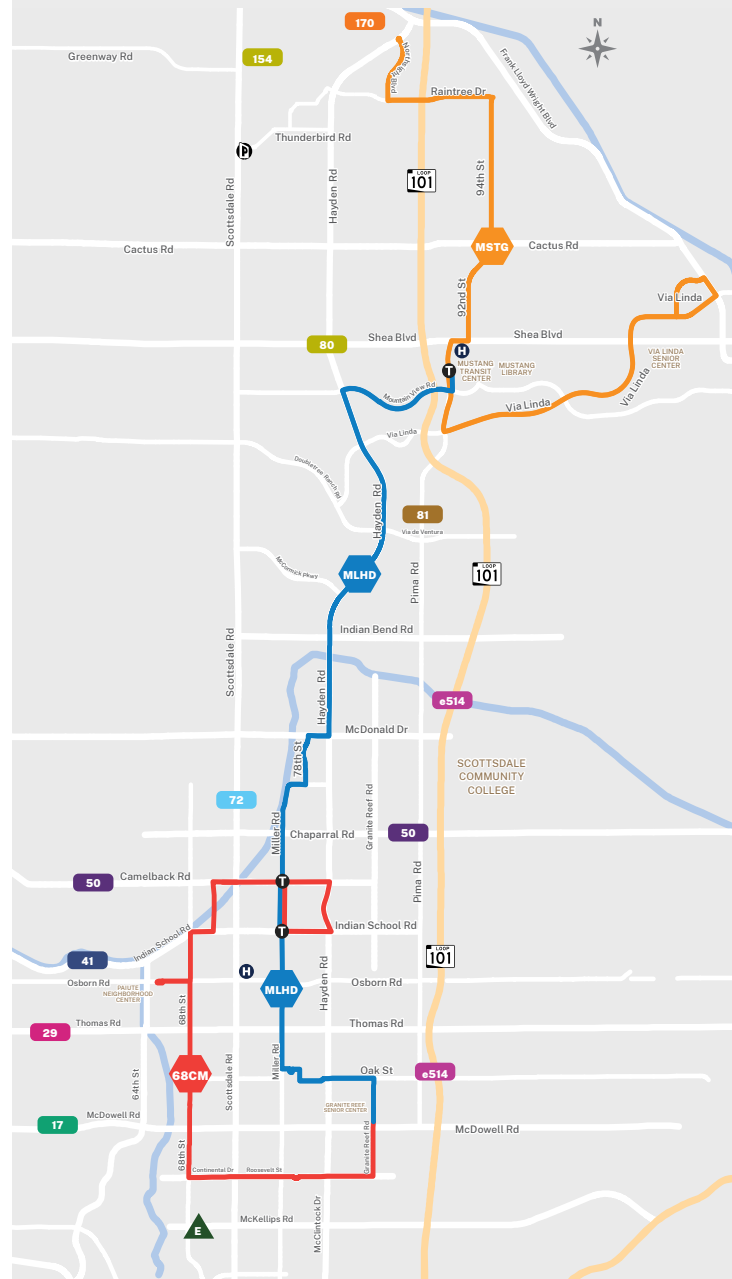 170
N
Greenway Rd
154
Northsight Blvd
Frank Lloyd Wright Blvd
Raintree Dr
Thunderbird Rd
LOOP
101
94th St
Hayden Rd
Scottsdale Rd
MSTG
Cactus Rd
Cactus Rd
92nd St
Via Linda
Shea Blvd
Shea Blvd
80
H
MUSTANG
TRANSIT
CENTER
MUSTANG
LIBRARY
VIA LINDA
SENIOR
CENTER
T
Mountain View Rd
Via Linda
Via Linda
Via Linda
Doubletree Ranch Rd
Hayden Rd
81
Via de Ventura
McCormick Pkwy
MLHD
LOOP
101
Pima Rd
Indian Bend Rd
Scottsdale Rd
Hayden Rd
e514
McDonald Dr
78th St
SCOTTSDALE
COMMUNITY
COLLEGE
72
Granite Reef Rd
Miller Rd
Chaparral Rd
50
Camelback Rd
50
T
Pima Rd
Indian School Rd
T
Indian School Rd
41
LOOP
101
H
Osborn Rd
PAIUTE
NEIGHBORHOOD
CENTER
MLHD
Hayden Rd
Osborn Rd
68th St
29
Thomas Rd
Thomas Rd
68CM
64th St
Scottsdale Rd
Miller Rd
Oak St
e514
GRANITE REEF
SENIOR CENTER
17
McDowell Rd
McDowell Rd
68th St
Granite Reef Rd
Continental Dr
Roosevelt St
E
McKellips Rd
McClintock Dr